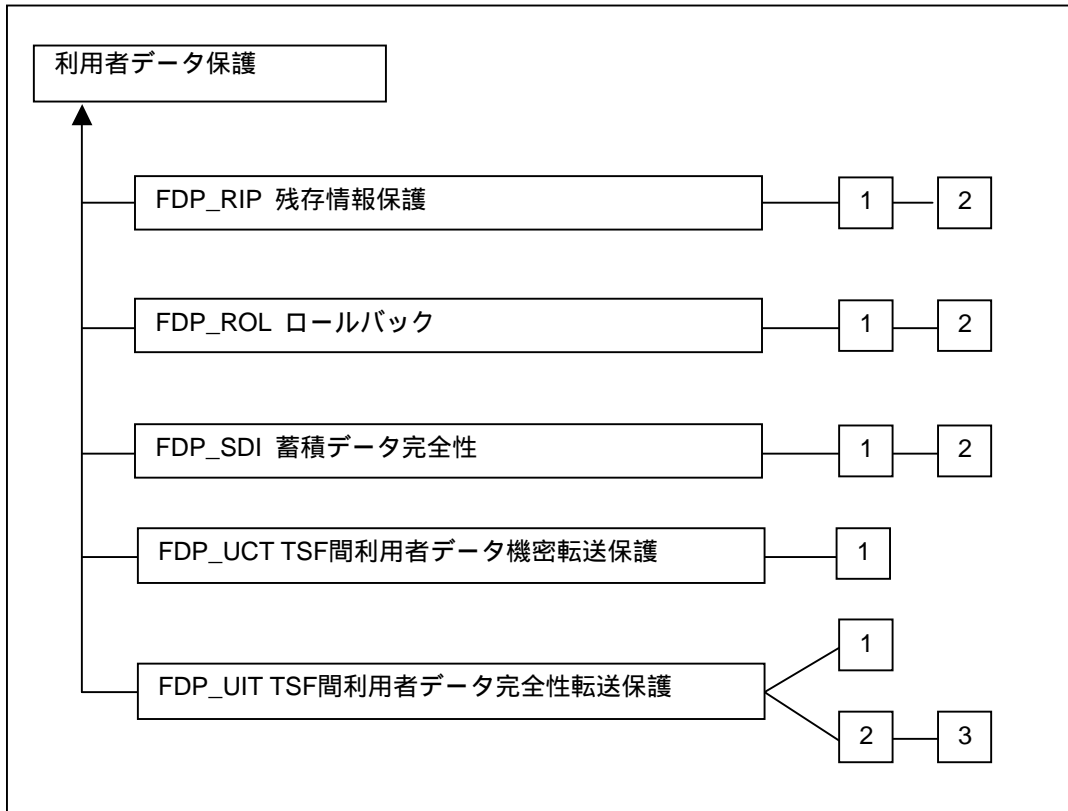 利用者データ保護
FDP_RIP 残存情報保護 1 2
FDP_ROL ロールバック 1 2
FDP_SDI 蓄積データ完全性 1 2
FDP_UCT TSF間利用者データ機密転送保護 1
1
FDP_UIT TSF間利用者データ完全性転送保護
2 3